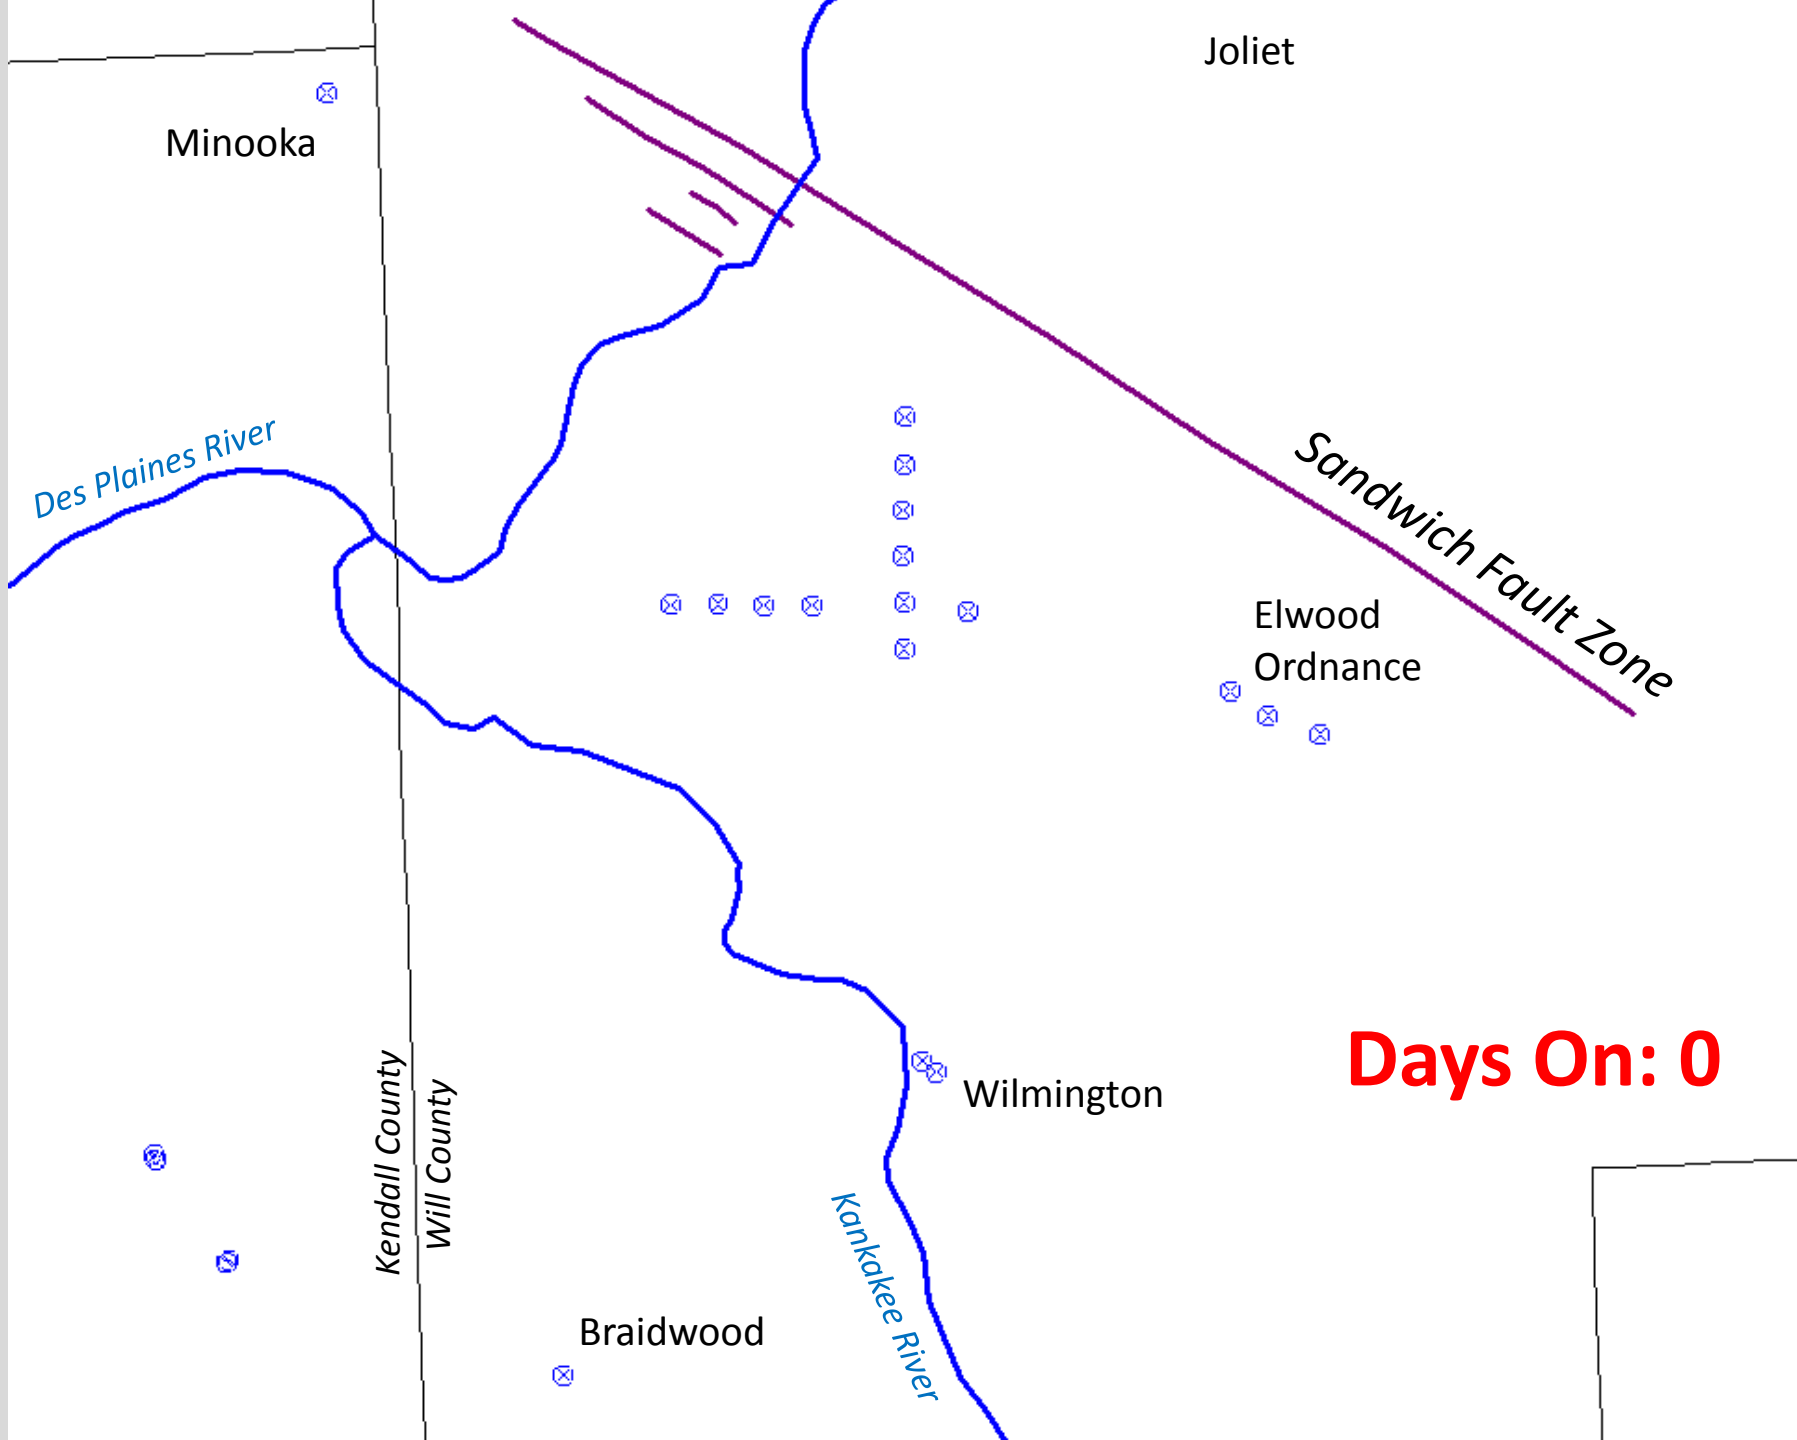 Joliet
Minooka
Des Plaines River
Sandwich Fault Zone
Elwood
Ordnance
Days On: 0
Wilmington
Kendall County
Will County
Kankakee River
Braidwood